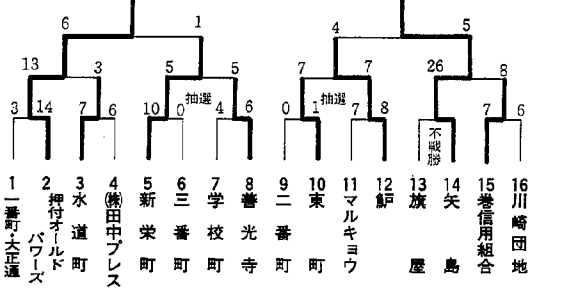 6 1 4 5
13 3 5 5 7 7 26 8
抽選 抽選
3 14 7 6 10 0 4 6 0 1 7 8 7 6
不戦勝
1 一番町・大正通
2 押付オールドパワーズ
3 水道町
4 ㈱田中プレス
5 新栄町
6 三番町
7 学校町
8 善光寺
9 二番町
10 東町
11 マルキョウ
12 鮮
13 旗屋
14 矢島
15 巻信用組合
16 川崎団地